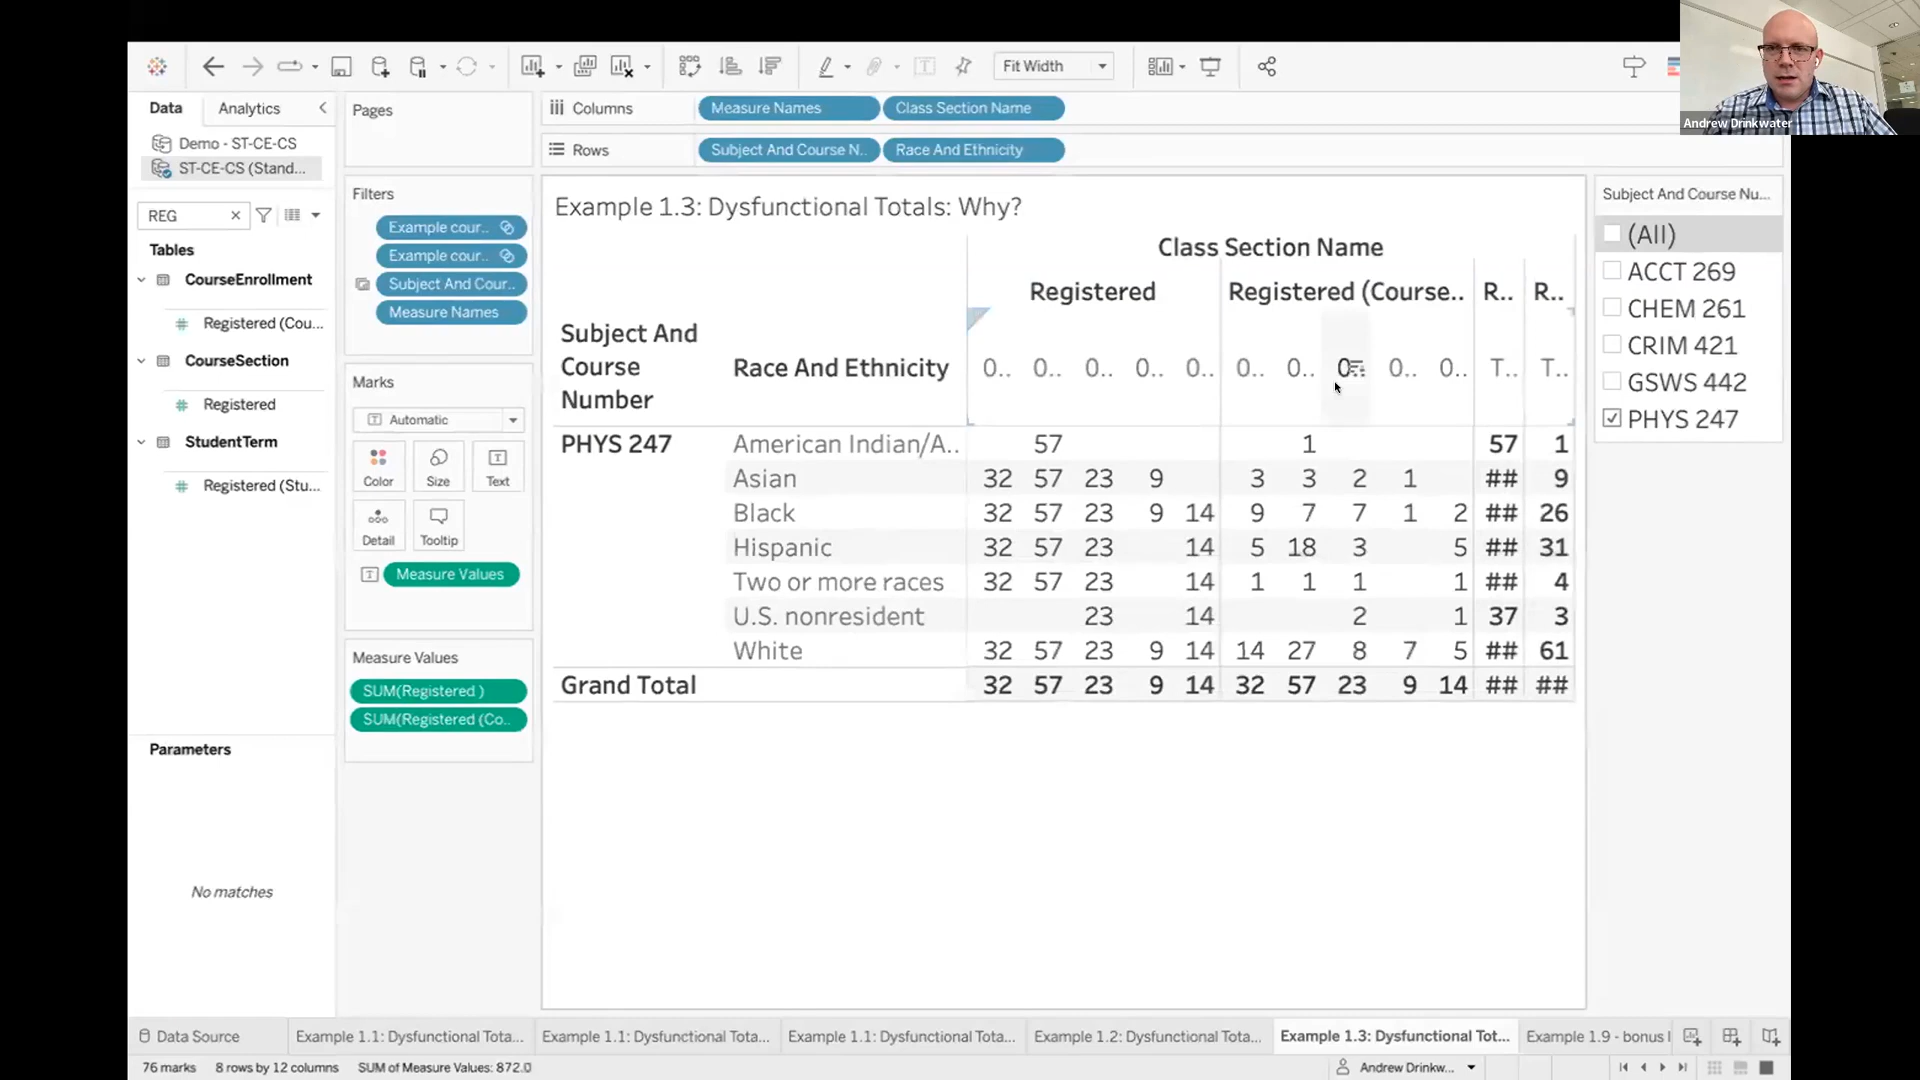 Fit Width
Andrew Drinkwater
Data
Analytics
Demo - ST-CE-CS
ST-CE-CS (Stand...
REG
Tables
CourseEnrollment
Registered (Cou...
CourseSection
Registered
StudentTerm
Registered (Stu...
Parameters
No matches
Pages
Filters
Example cour..
Example cour..
Subject And Cour..
Measure Names
Marks
Automatic
Color
Size
Text
Detail
Tooltip
Measure Values
Measure Values
SUM(Registered )
SUM(Registered (Co..
Columns
Measure Names
Class Section Name
Rows
Subject And Course N..
Race And Ethnicity
Example 1.3: Dysfunctional Totals: Why?
Class Section Name
Registered Registered (Course.. R.. R..
Subject And
Course
Number
Race And Ethnicity
0.. 0.. 0.. 0.. 0.. 0.. 0.. 0.. 0.. 0.. T.. T..
PHYS 247 American Indian/A.. 57 1 57 1
Asian 32 57 23 9 3 3 2 1 ## 9
Black 32 57 23 9 14 9 7 7 1 2 ## 26
Hispanic 32 57 23 14 5 18 3 5 ## 31
Two or more races 32 57 23 14 1 1 1 1 ## 4
U.S. nonresident 23 14 2 1 37 3
White 32 57 23 9 14 14 27 8 7 5 ## 61
Grand Total 32 57 23 9 14 32 57 23 9 14 ## ##
Subject And Course Nu...
(All)
ACCT 269
CHEM 261
CRIM 421
GSWS 442
PHYS 247
Data Source
Example 1.1: Dysfunctional Tota...
Example 1.1: Dysfunctional Tota...
Example 1.1: Dysfunctional Tota...
Example 1.2: Dysfunctional Tota...
Example 1.3: Dysfunctional Tot...
Example 1.9 - bonus
76 marks
8 rows by 12 columns
SUM of Measure Values: 872.0
Andrew Drinkw...